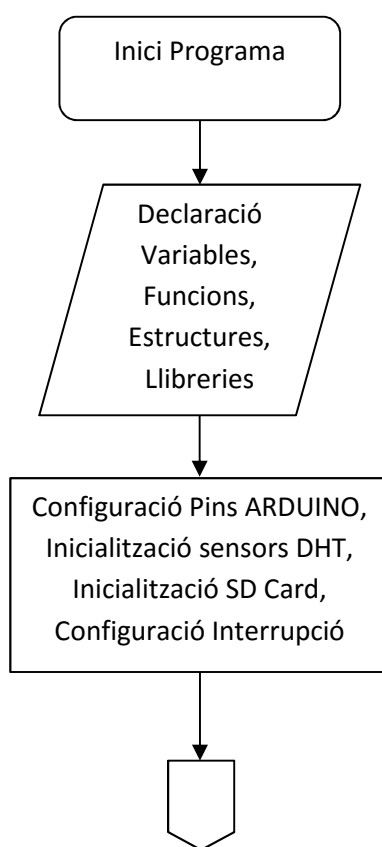 Inici Programa
Declaració
Variables,
Funcions,
Estructures,
Llibreries
Configuració Pins ARDUINO,
Inicialització sensors DHT,
Inicialització SD Card,
Configuració Interrupció